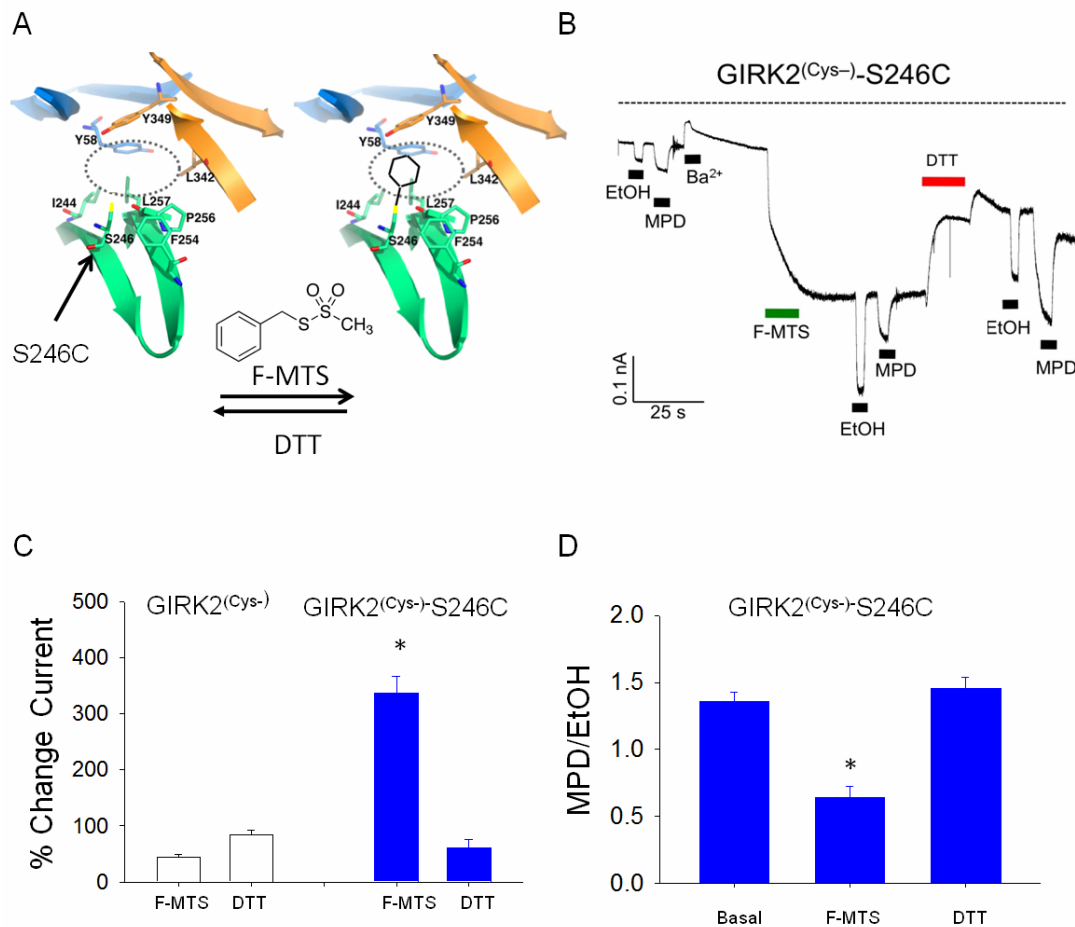 A
Y349
Y58
L342
I244
L257
P256
S246
F254
S246C
Y349
Y58
L342
I244
L257
P256
S246
F254
O O
S
S CH₃
F-MTS
DTT
B
GIRK2(Cys–)-S246C
EtOH
MPD
Ba2+
F-MTS
EtOH
MPD
DTT
EtOH
MPD
0.1 nA
25 s
C
GIRK2(Cys-)
GIRK2(Cys-)-S246C
% Change Current
500
400
300
200
100
0
*
F-MTS
DTT
F-MTS
DTT
D
GIRK2(Cys-)-S246C
MPD/EtOH
2.0
1.5
1.0
0.5
0.0
*
Basal
F-MTS
DTT